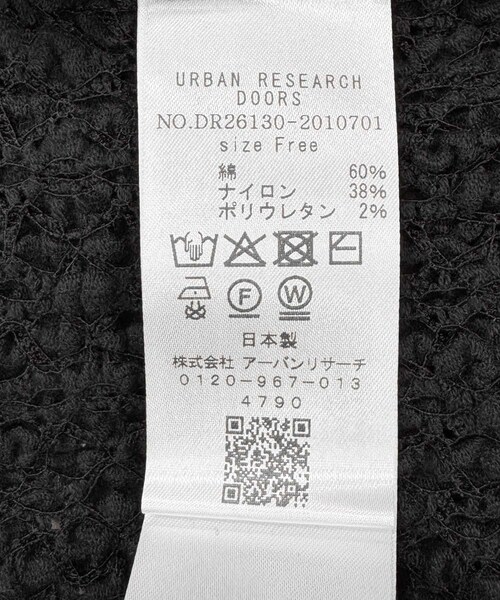 URBAN RESEARCH
DOORS
NO.DR26130-2010701
size Free
綿 60%
ナイロン 38%
ポリウレタン 2%
F W
日本製
株式会社 アーバンリサーチ
0120-967-013
4790